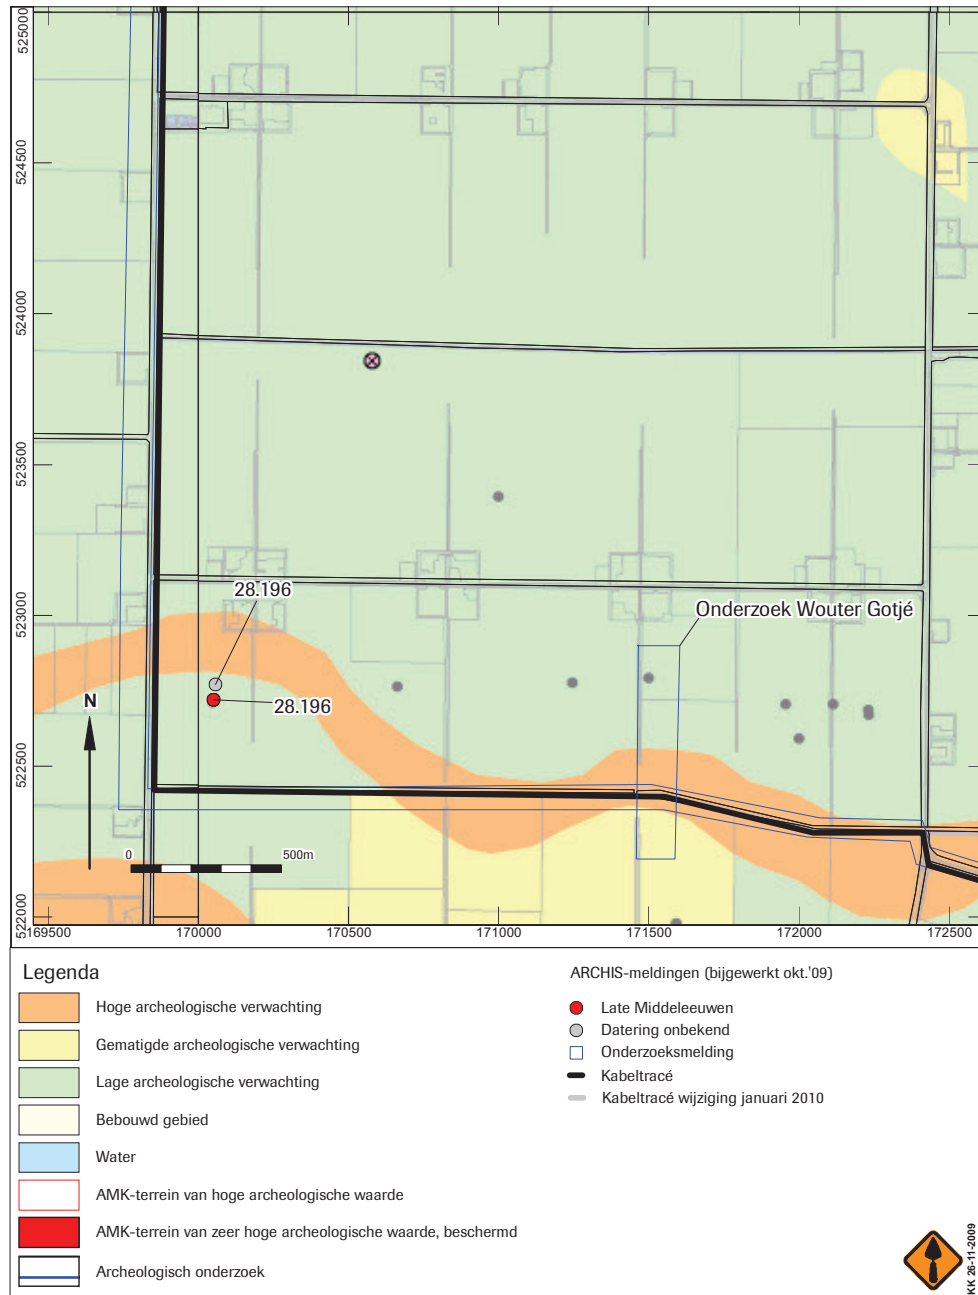 525000
524500
524000
523500
523000
522500
522000
28.196
Onderzoek Wouter Gotjé
28.196
N
0 500m
169500 170000 170500 171000 171500 172000 172500
Legenda
Hoge archeologische verwachting
Gematigde archeologische verwachting
Lage archeologische verwachting
Bebouwd gebied
Water
AMK-terrein van hoge archeologische waarde
AMK-terrein van zeer hoge archeologische waarde, beschermd
Archeologisch onderzoek
ARCHIS-meldingen (bijgewerkt okt.'09)
Late Middeleeuwen
Datering onbekend
Onderzoeksmelding
Kabeltracé
Kabeltracé wijziging januari 2010
KK 26-11-2009